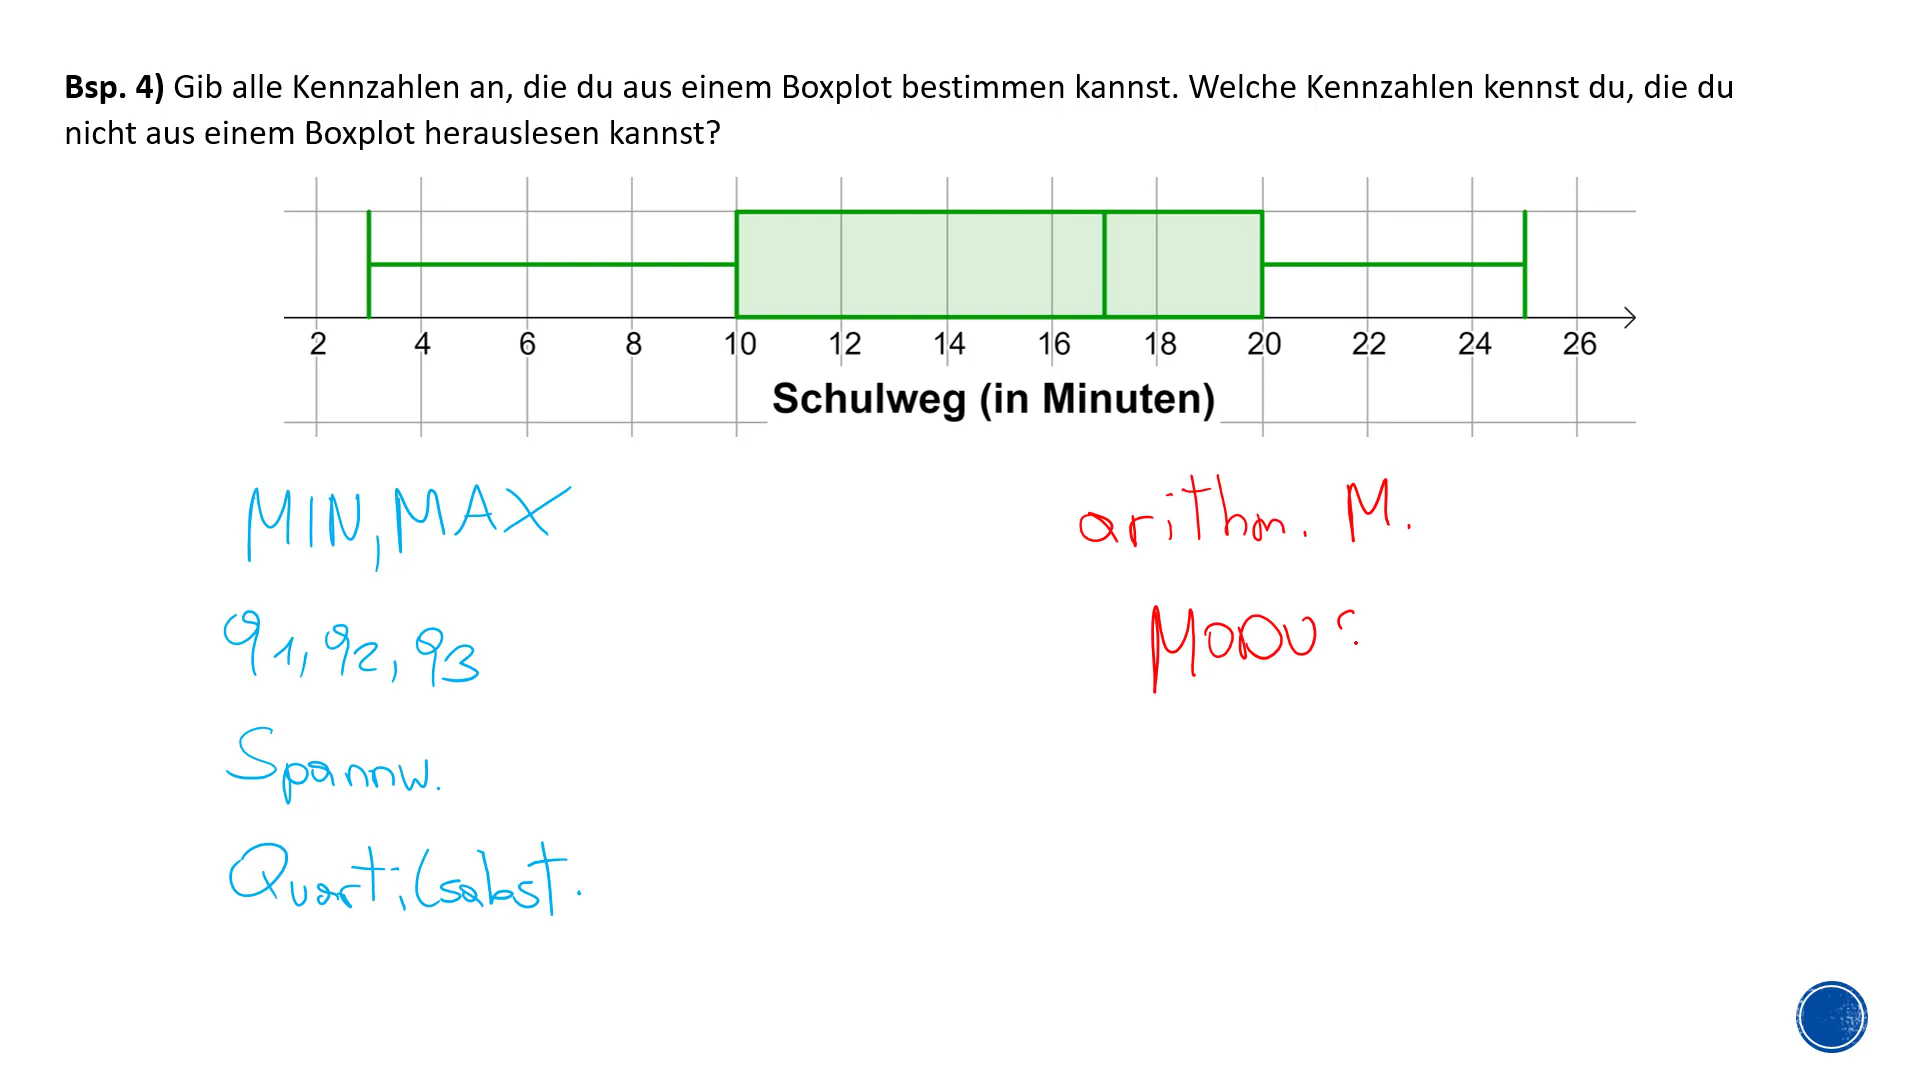 Bsp. 4) Gib alle Kennzahlen an, die du aus einem Boxplot bestimmen kannst. Welche Kennzahlen kennst du, die du
nicht aus einem Boxplot herauslesen kannst?
2 4 6 8 10 12 14 16 18 20 22 24 26
Schulweg (in Minuten)
MIN, MAX
arithm. M.
q1, q2, q3
MODUS
Spannw.
Quartilsabst.